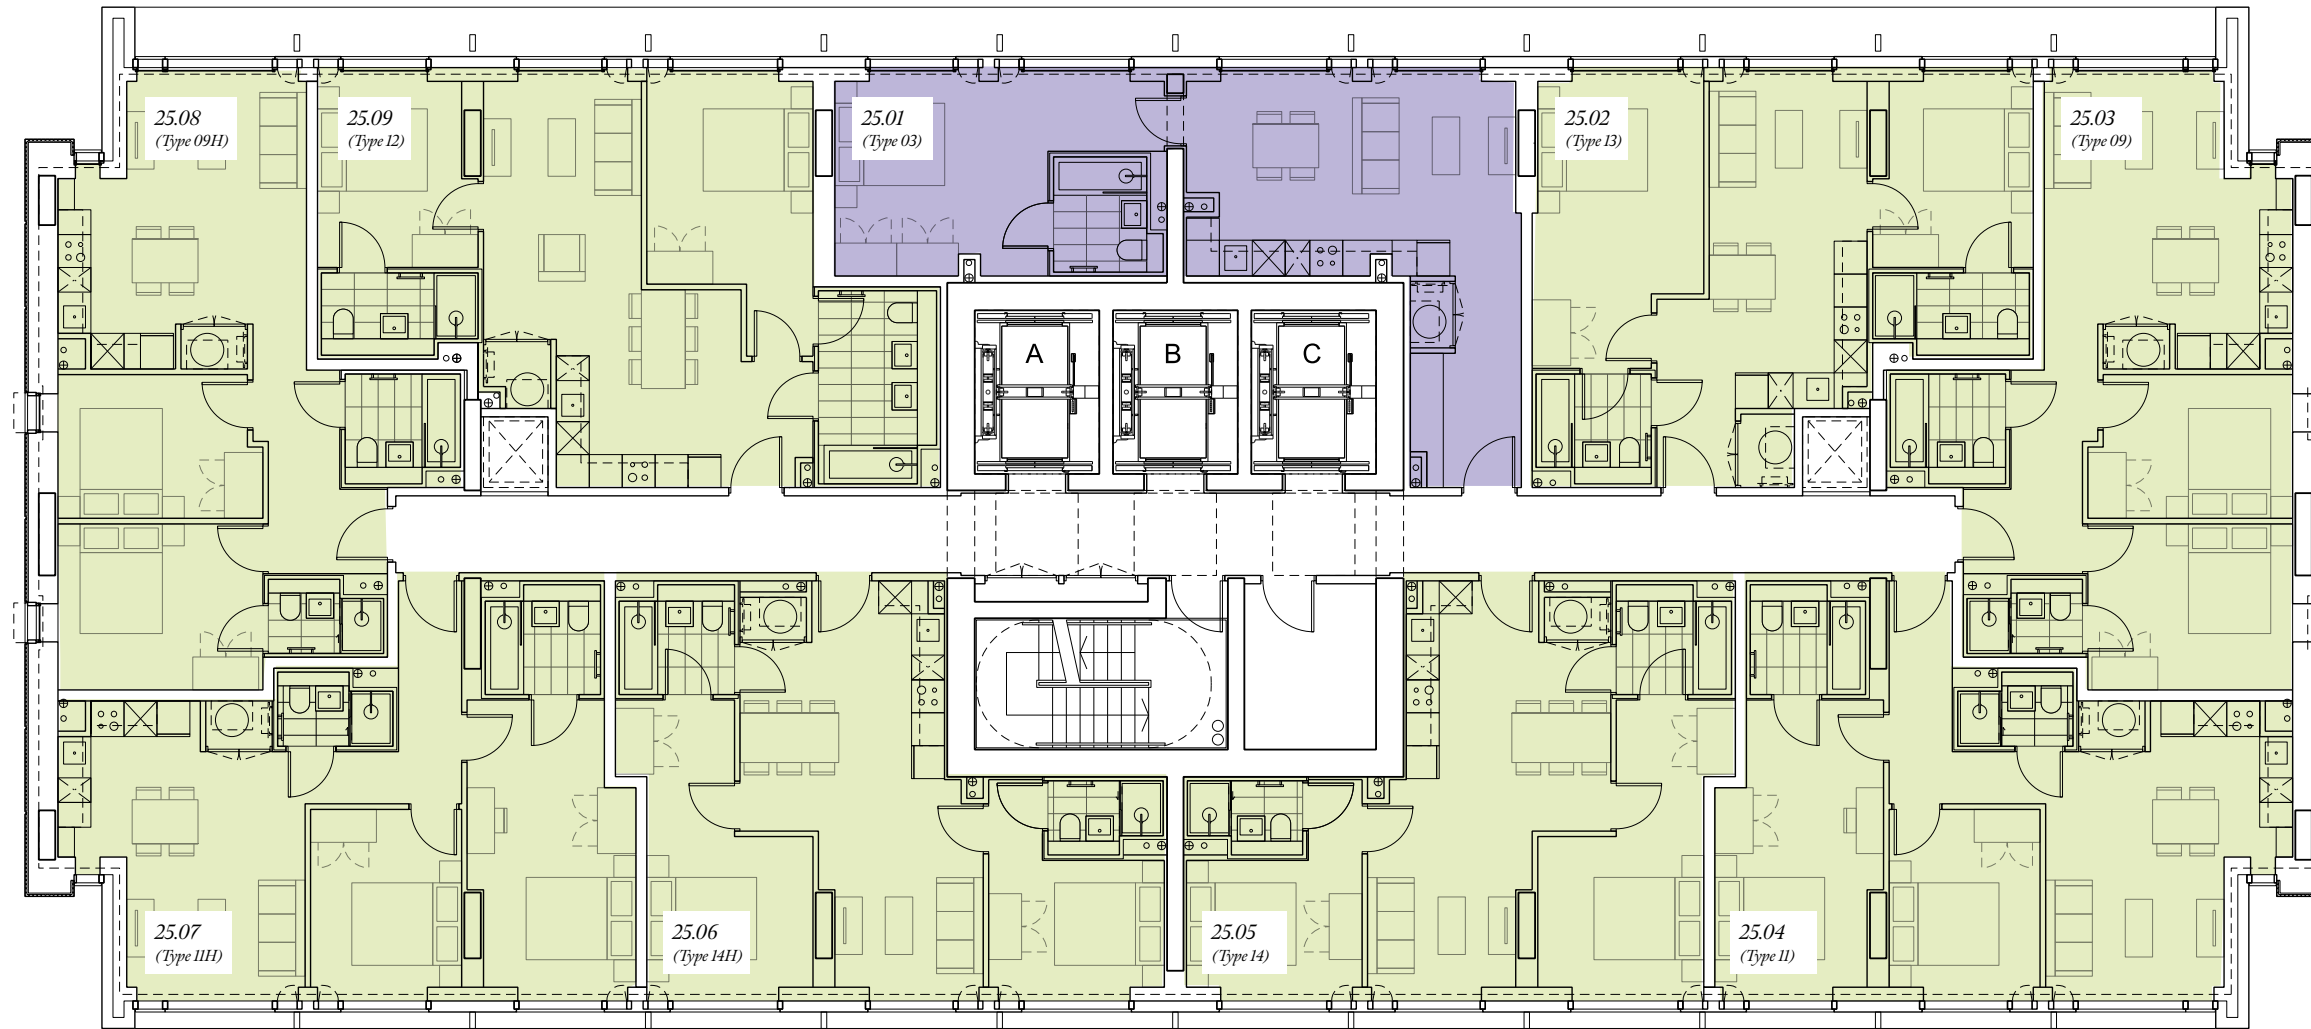 25.08
(Type 09H)
25.09
(Type 12)
25.01
(Type 03)
25.02
(Type 13)
25.03
(Type 09)
A
B
C
25.07
(Type 11H)
25.06
(Type 14H)
25.05
(Type 14)
25.04
(Type 11)